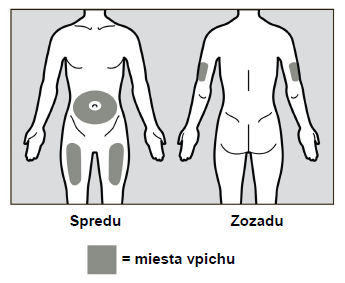 Spredu Zozadu
= miesta vpichu